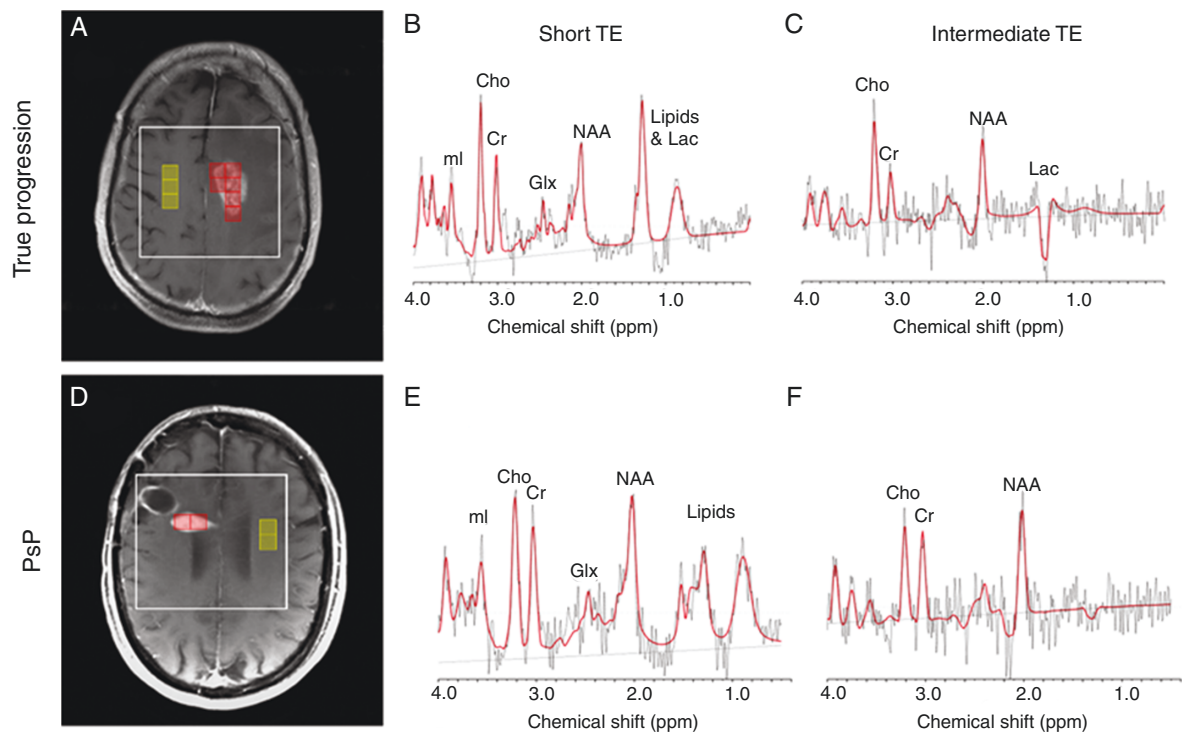 A
B
Short TE
C
Intermediate TE
True progression
Cho
Cr
mI
Glx
NAA
Lipids
& Lac
Cho
Cr
NAA
Lac
4.0 3.0 2.0 1.0
Chemical shift (ppm)
4.0 3.0 2.0 1.0
Chemical shift (ppm)
D
E
F
PsP
Cho
Cr
mI
Glx
NAA
Lipids
Cho
Cr
NAA
4.0 3.0 2.0 1.0
Chemical shift (ppm)
4.0 3.0 2.0 1.0
Chemical shift (ppm)